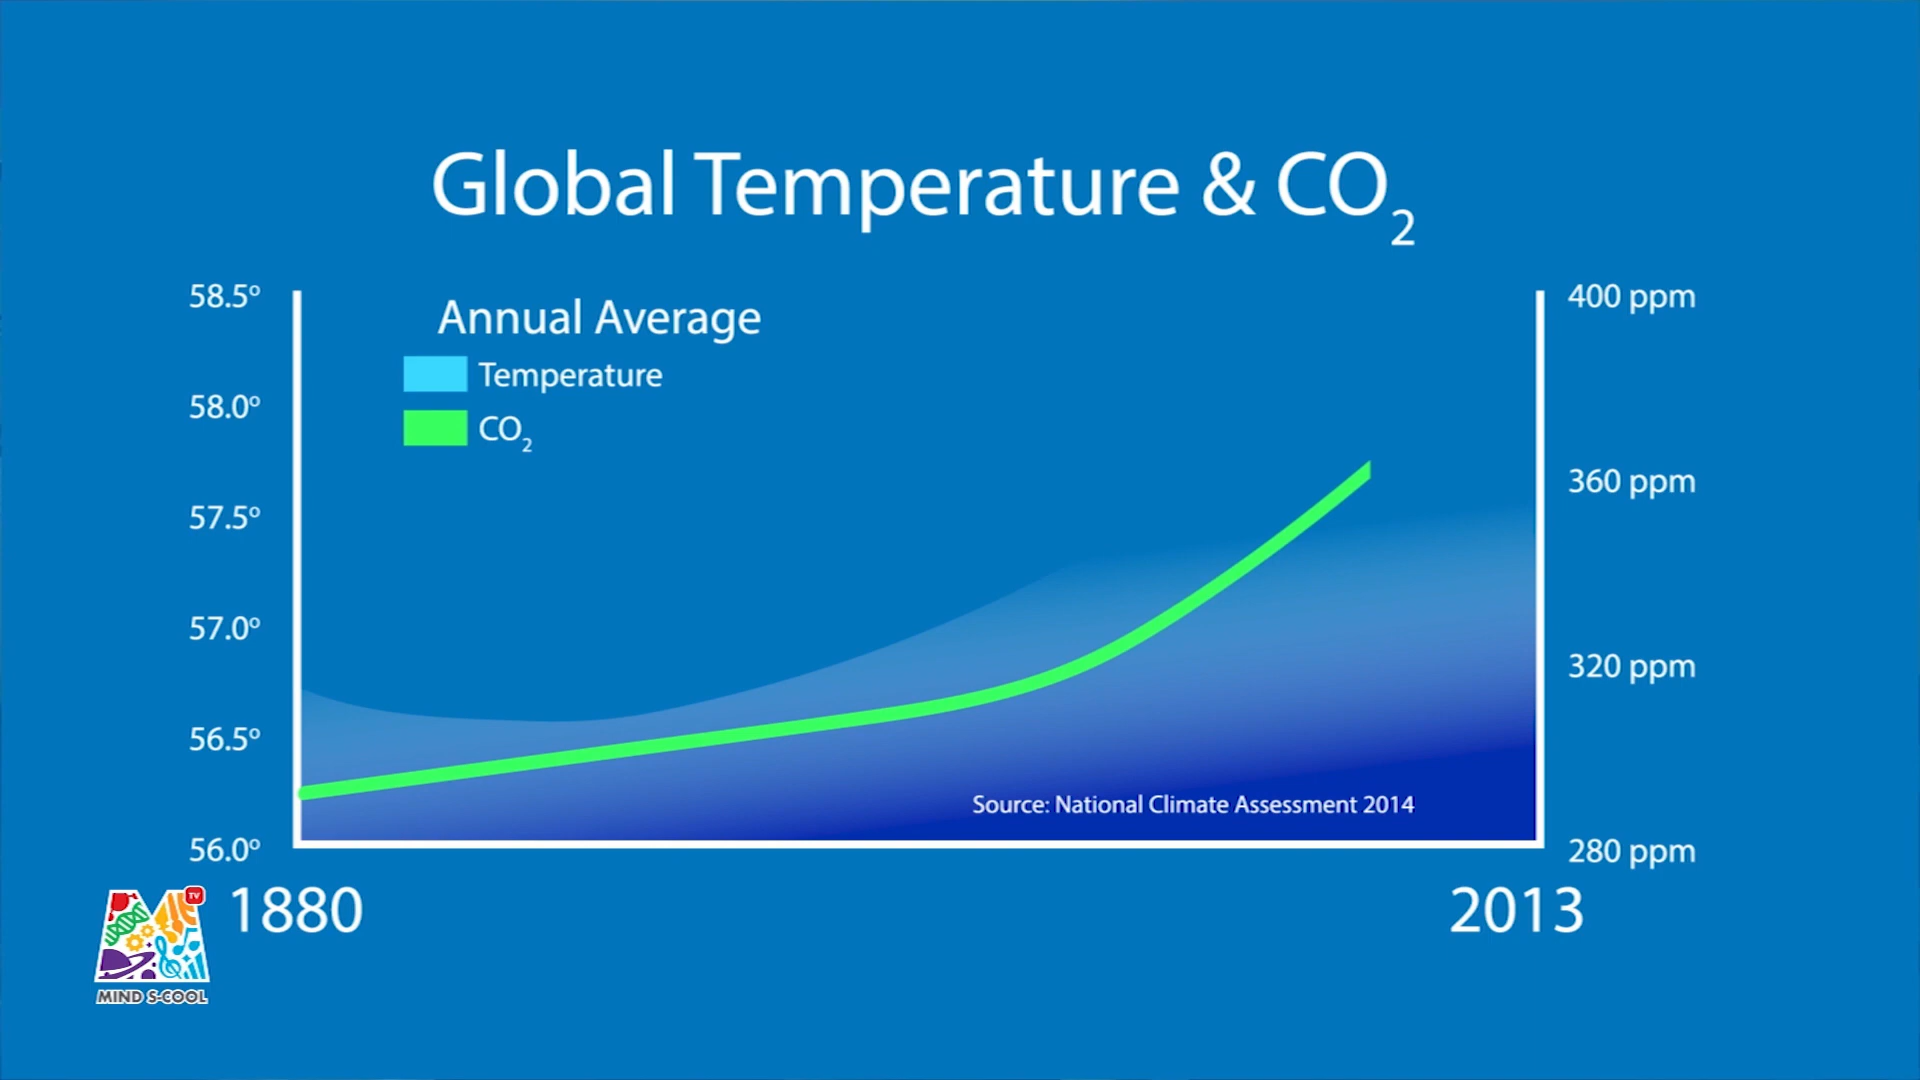 Global Temperature & CO₂
58.5°
58.0°
57.5°
57.0°
56.5°
56.0°
Annual Average
Temperature
CO₂
400 ppm
360 ppm
320 ppm
280 ppm
Source: National Climate Assessment 2014
1880
2013
TV
MIND S-COOL